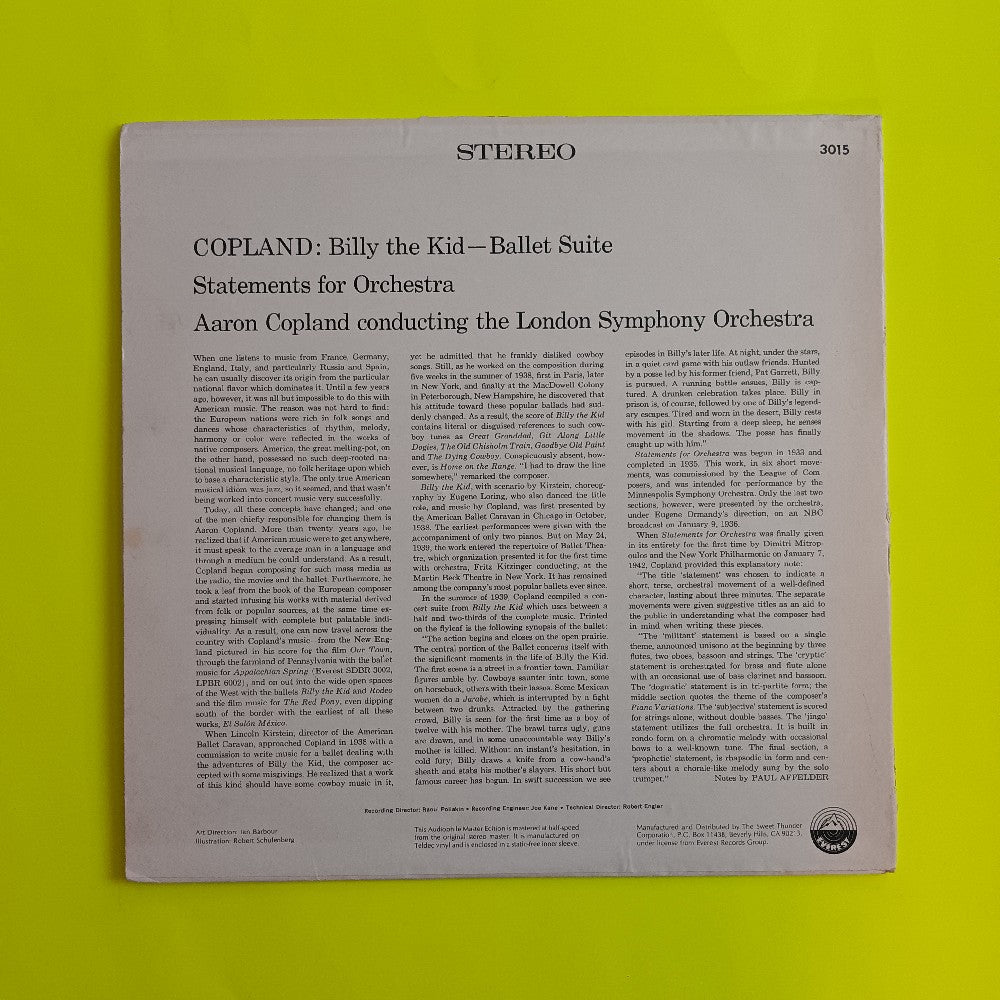 STEREO
3015
COPLAND: Billy the Kid—Ballet Suite
Statements for Orchestra
Aaron Copland conducting the London Symphony Orchestra
When one listens to music from France, Germany,
England, Italy, and particularly Russia and Spain,
he can usually discover its origin from the particular
national flavor which dominates it. Until a few years
ago, however, it was all but impossible to do this with
American music. The reason was not hard to find:
the European nations were rich in folk songs and
dances whose characteristics of rhythm, melody,
harmony or color were reflected in the works of
native composers. America, the great melting-pot, on
the other hand, possessed no such deep-rooted na-
tional musical language, no folk heritage upon which
to base a characteristic style. The only true American
musical idiom was jazz, so it seemed, and that wasn't
being worked into concert music very successfully.
Today, all these concepts have changed; and one
of the men chiefly responsible for changing them is
Aaron Copland. More than twenty years ago, he
realized that if American music were to get anywhere,
it must speak to the average man in a language and
through a medium he could understand. As a result,
Copland began composing for such mass media as
the radio, the movies and the ballet. Furthermore, he
took a leaf from the book of the European composer
and started infusing his works with material derived
from folk or popular sources, at the same time ex-
pressing himself with complete but palatable indi-
viduality. As a result, one can now travel across the
country with Copland's music—from the New Eng-
land pictured in his score for the film Our Town,
through the farmland of Pennsylvania with the ballet
music for Appalachian Spring (Everest SDBR 3002,
LPBR 6002), and on out into the wide open spaces
of the West with the ballets Billy the Kid and Rodeo
and the film music for The Red Pony, even dipping
south of the border with the earliest of all these
works, El Salón México.
When Lincoln Kirstein, director of the American
Ballet Caravan, approached Copland in 1938 with a
commission to write music for a ballet dealing with
the adventures of Billy the Kid, the composer ac-
cepted with some misgivings. He realized that a work
of this kind should have some cowboy music in it,
yet he admitted that he frankly disliked cowboy
songs. Still, as he worked on the composition during
five weeks in the summer of 1938, first in Paris, later
in New York, and finally at the MacDowell Colony
in Peterborough, New Hampshire, he discovered that
his attitude toward these popular ballads had sud-
denly changed. As a result, the score of Billy the Kid
contains literal or disguised references to such cow-
boy tunes as Great Granddad, Git Along Little
Dogies, The Old Chisholm Train, Goodbye Old Paint
and The Dying Cowboy. Conspicuously absent, how-
ever, is Home on the Range. "I had to draw the line
somewhere," remarked the composer.
Billy the Kid, with scenario by Kirstein, choreog-
raphy by Eugene Loring, who also danced the title
role, and music by Copland, was first presented by
the American Ballet Caravan in Chicago in October,
1938. The earliest performances were given with the
accompaniment of only two pianos. But on May 24,
1939, the work entered the repertoire of Ballet Thea-
tre, which organization presented it for the first time
with orchestra, Fritz Kitzinger conducting, at the
Martin Beck Theatre in New York. It has remained
among the company's most popular ballets ever since.
In the summer of 1939, Copland compiled a con-
cert suite from Billy the Kid which uses between a
half and two-thirds of the complete music. Printed
on the flyleaf is the following synopsis of the ballet:
"The action begins and closes on the open prairie.
The central portion of the Ballet concerns itself with
the significant moments in the life of Billy the Kid.
The first scene is a street in a frontier town. Familiar
figures amble by. Cowboys saunter into town, some
on horseback, others with their lassos. Some Mexican
women do a Jarabe, which is interrupted by a fight
between two drunks. Attracted by the gathering
crowd, Billy is seen for the first time as a boy of
twelve with his mother. The brawl turns ugly, guns
are drawn, and in some unaccountable way Billy's
mother is killed. Without an instant's hesitation, in
cold fury, Billy draws a knife from a cow-hand's
sheath and stabs his mother's slayers. His short but
famous career has begun. In swift succession we see
episodes in Billy's later life. At night, under the stars,
in a quiet card game with his outlaw friends. Hunted
by a posse led by his former friend, Pat Garrett, Billy
is pursued. A running battle ensues, Billy is cap-
tured. A drunken celebration takes place. Billy in
prison is, of course, followed by one of Billy's legend-
ary escapes. Tired and worn in the desert, Billy rests
with his girl. Starting from a deep sleep, he senses
movement in the shadows. The posse has finally
caught up with him."
Statements for Orchestra was begun in 1933 and
completed in 1935. This work, in six short move-
ments, was commissioned by the League of Com-
posers, and was intended for performance by the
Minneapolis Symphony Orchestra. Only the last two
sections, however, were presented by the orchestra,
under Eugene Ormandy's direction, on an NBC
broadcast on January 9, 1936.
When Statements for Orchestra was finally given
in its entirety for the first time by Dimitri Mitrop-
oulos and the New York Philharmonic on January 7,
1942, Copland provided this explanatory note:
"The title 'statement' was chosen to indicate a
short, terse, orchestral movement of a well-defined
character, lasting about three minutes. The separate
movements were given suggestive titles as an aid to
the public in understanding what the composer had
in mind when writing these pieces.
"The 'militant' statement is based on a single
theme, announced unisono at the beginning by three
flutes, two oboes, bassoon and strings. The 'cryptic'
statement is orchestrated for brass and flute alone
with an occasional use of bass clarinet and bassoon.
The 'dogmatic' statement is in tri-partite form; the
middle section quotes the theme of the composer's
Piano Variations. The 'subjective' statement is scored
for strings alone, without double basses. The 'jingo'
statement utilizes the full orchestra. It is built in
rondo form on a chromatic melody with occasional
bows to a well-known tune. The final section, a
'prophetic' statement, is rhapsodic in form and cen-
ters about a chorale-like melody sung by the solo
trumpet." Notes by PAUL AFFELDER
Recording Director: Raoul Poliakin • Recording Engineer: Joe Kane • Technical Director: Robert Engler
Art Direction: Jen Barbour
Illustration: Robert Schulenberg
This Audiophile Master Edition is mastered at half-speed
from the original stereo master. It is manufactured on
Teldec vinyl and is enclosed in a static-free inner sleeve.
Manufactured and Distributed by The Sweet Thunder
Corporation, P.C. Box 11438, Beverly Hills, CA 90213,
under license from Everest Records Group.
EVEREST